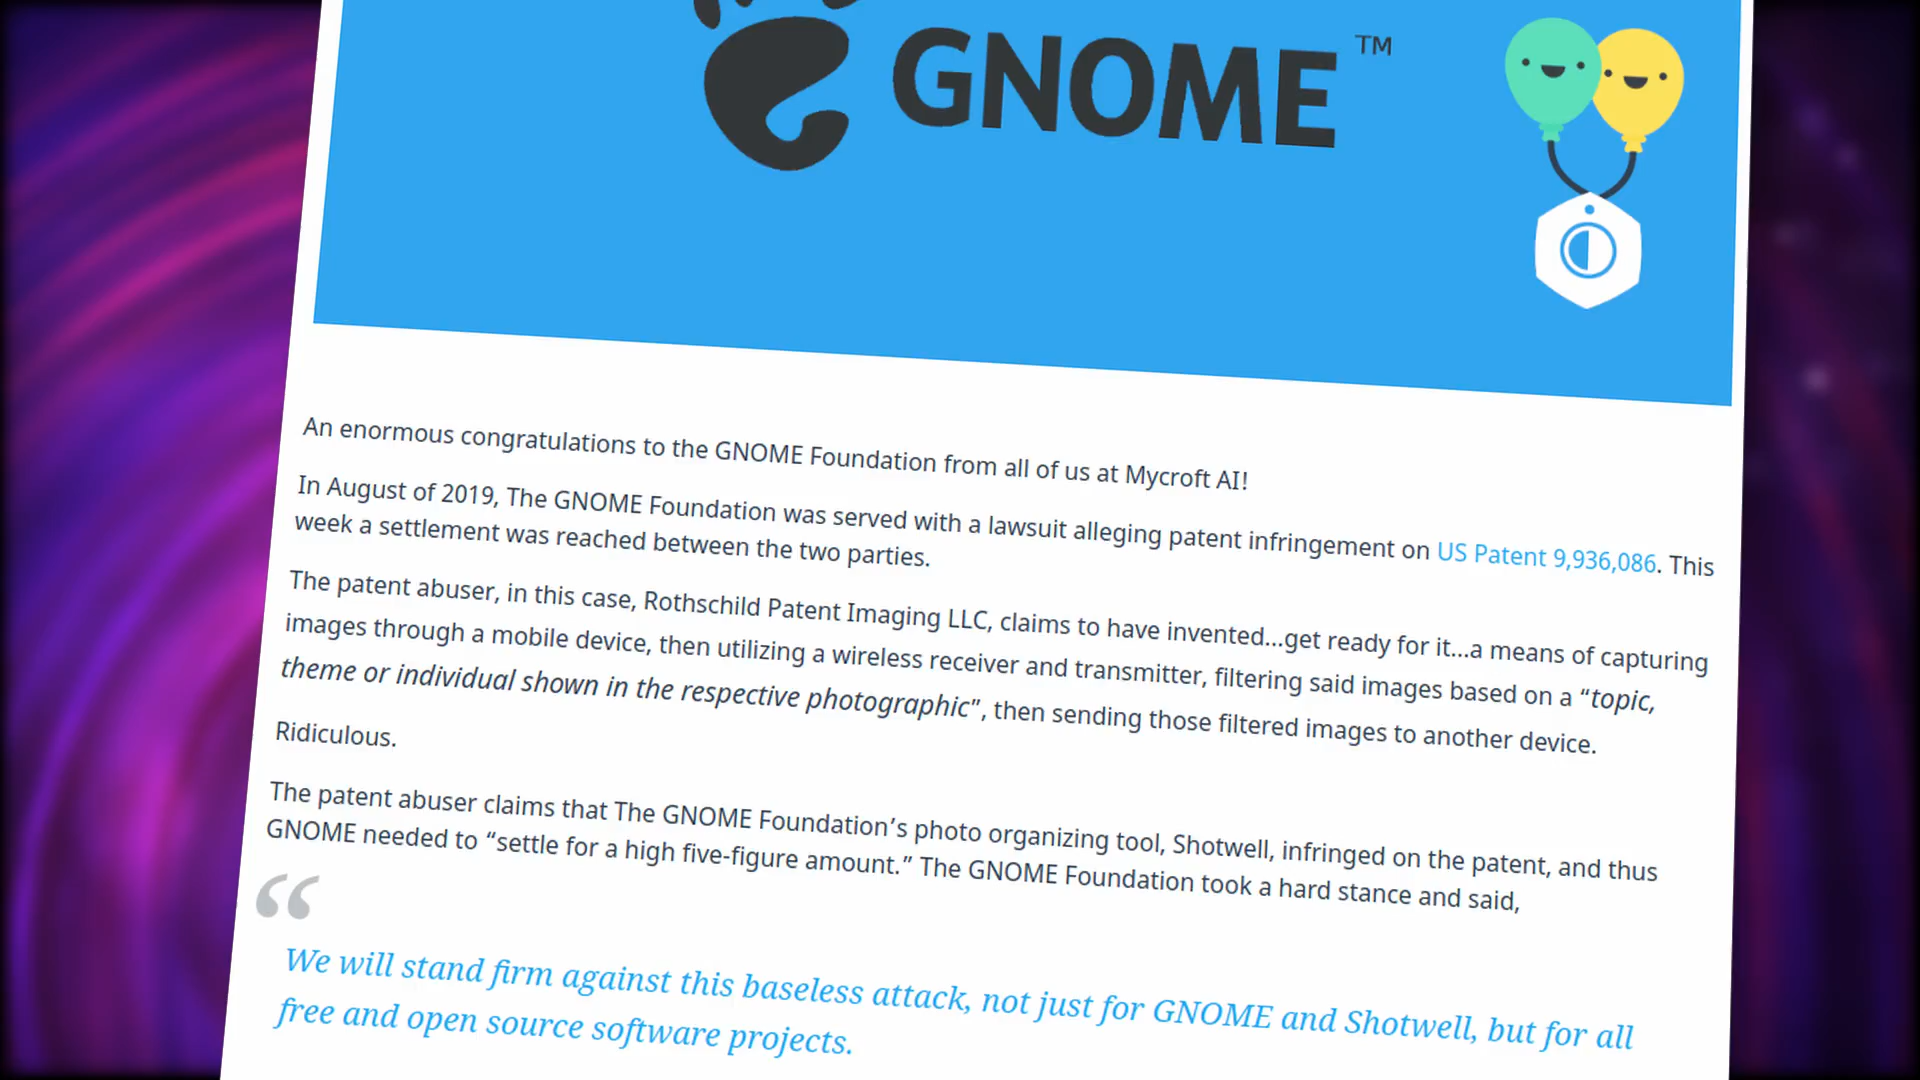 GNOME™
An enormous congratulations to the GNOME Foundation from all of us at Mycroft AI!
In August of 2019, The GNOME Foundation was served with a lawsuit alleging patent infringement on US Patent 9,936,086. This
week a settlement was reached between the two parties.
The patent abuser, in this case, Rothschild Patent Imaging LLC, claims to have invented…get ready for it…a means of capturing
images through a mobile device, then utilizing a wireless receiver and transmitter, filtering said images based on a “topic,
theme or individual shown in the respective photographic”, then sending those filtered images to another device.
Ridiculous.
The patent abuser claims that The GNOME Foundation’s photo organizing tool, Shotwell, infringed on the patent, and thus
GNOME needed to “settle for a high five-figure amount.” The GNOME Foundation took a hard stance and said,
“
We will stand firm against this baseless attack, not just for GNOME and Shotwell, but for all
free and open source software projects.